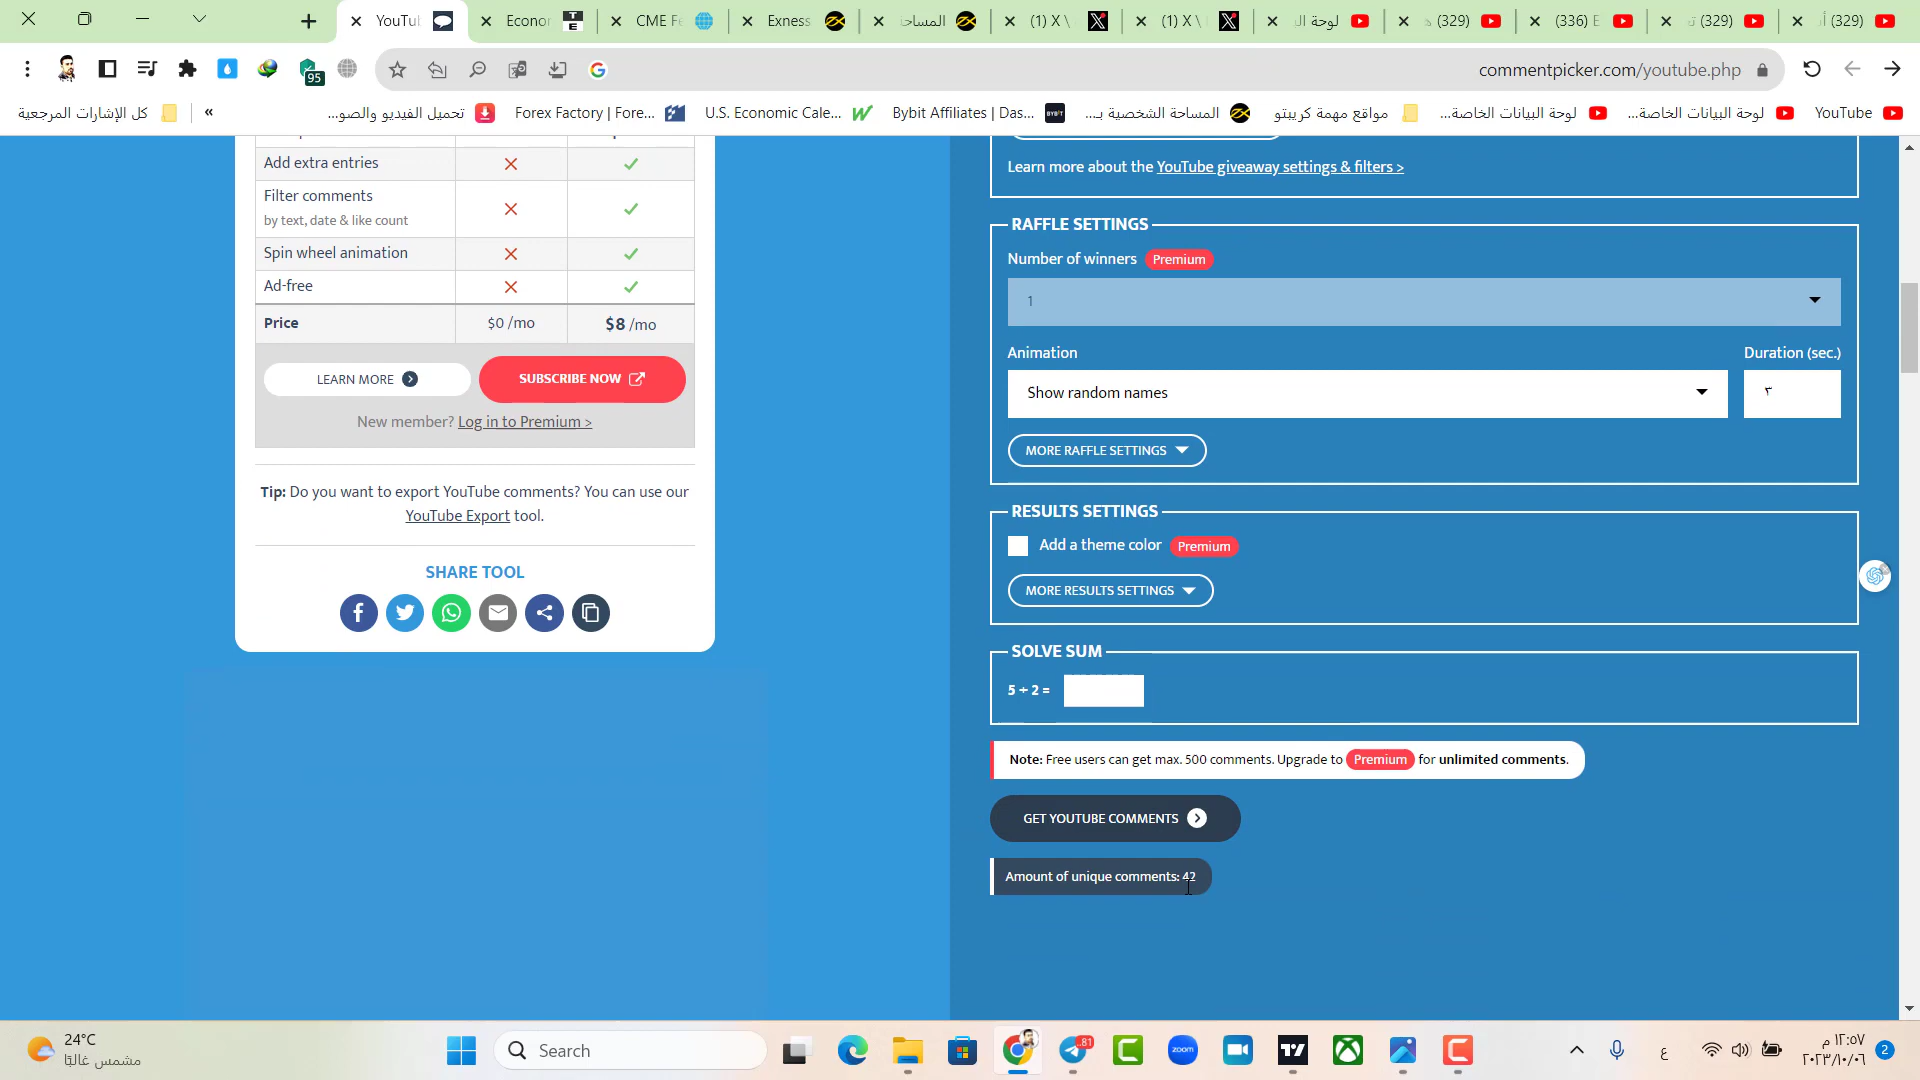 YouTu
Econor
CME Fe
Exness
المساحة
(1) X \
(1) X \
لوحة ال
(329)
(336) E
(329)
(329)
95
commentpicker.com/youtube.php
كل الإشارات المرجعية
»
تحميل الفيديو والصو...
Forex Factory | Fore...
U.S. Economic Cale...
Bybit Affiliates | Das...
المساحة الشخصية بـ...
مواقع مهمة كريبتو
لوحة البيانات الخاصة...
لوحة البيانات الخاصة...
YouTube
Add extra entries
Filter comments
by text, date & like count
Spin wheel animation
Ad-free
Price $0 /mo $8 /mo
LEARN MORE
SUBSCRIBE NOW
New member? Log in to Premium >
Tip: Do you want to export YouTube comments? You can use our
YouTube Export tool.
SHARE TOOL
Learn more about the YouTube giveaway settings & filters >
RAFFLE SETTINGS
Number of winners Premium
1
Animation
Duration (sec.)
Show random names
٣
MORE RAFFLE SETTINGS
RESULTS SETTINGS
Add a theme color Premium
MORE RESULTS SETTINGS
SOLVE SUM
5 + 2 =
Note: Free users can get max. 500 comments. Upgrade to Premium for unlimited comments.
GET YOUTUBE COMMENTS
Amount of unique comments: 42
24°C
مشمس غالبًا
Search
81
zoom
ع
١٢:٥٧ م
٢٠٢٣/١٠/٠٦
2